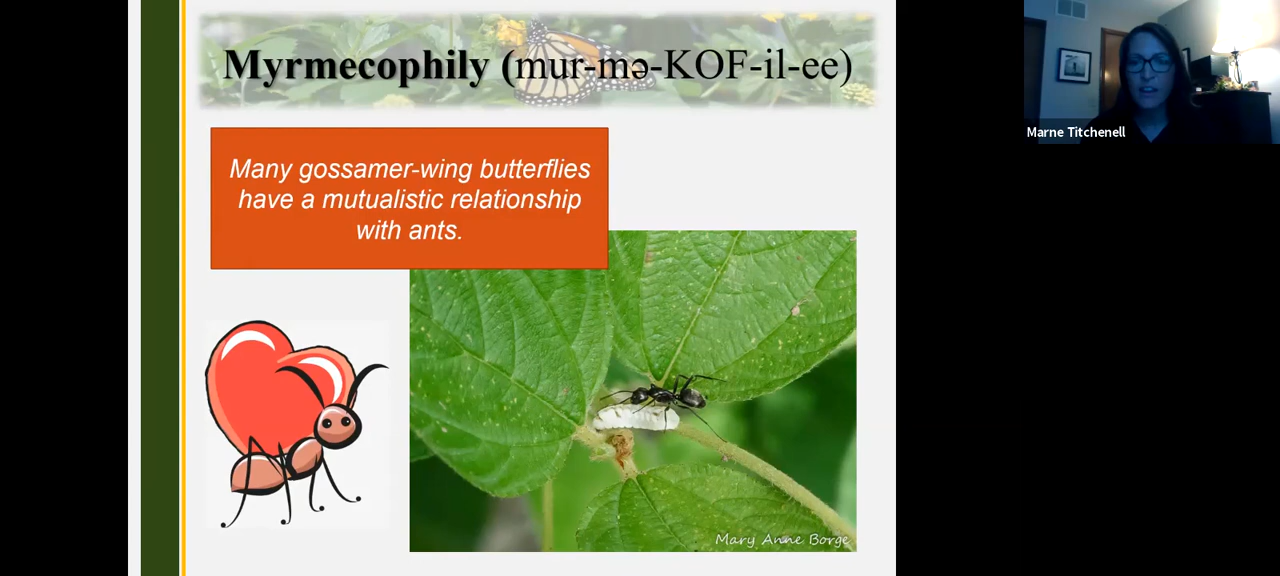 Myrmecophily (mur-mə-KOF-il-ee)
Many gossamer-wing butterflies
have a mutualistic relationship
with ants.
Mary Anne Borge
Marne Titchenell